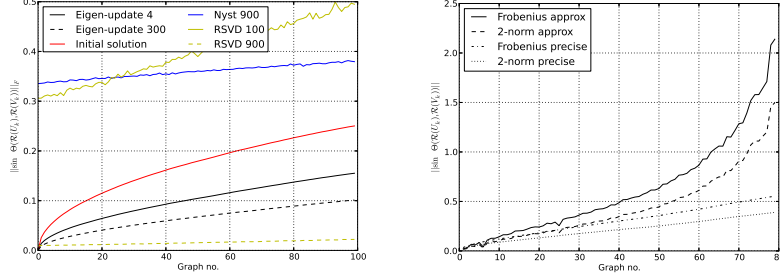 0.5
0.4
0.3
0.2
0.1
0.0
||sin Θ(R(U_k),R(V_k))||_F
Eigen-update 4
Eigen-update 300
Initial solution
Nyst 900
RSVD 100
RSVD 900
0 20 40 60 80 100
Graph no.
2.5
2.0
1.5
1.0
0.5
0.0
||sin Θ(R(U_k),R(V_k))||
Frobenius approx
2-norm approx
Frobenius precise
2-norm precise
0 10 20 30 40 50 60 70 8
Graph no.